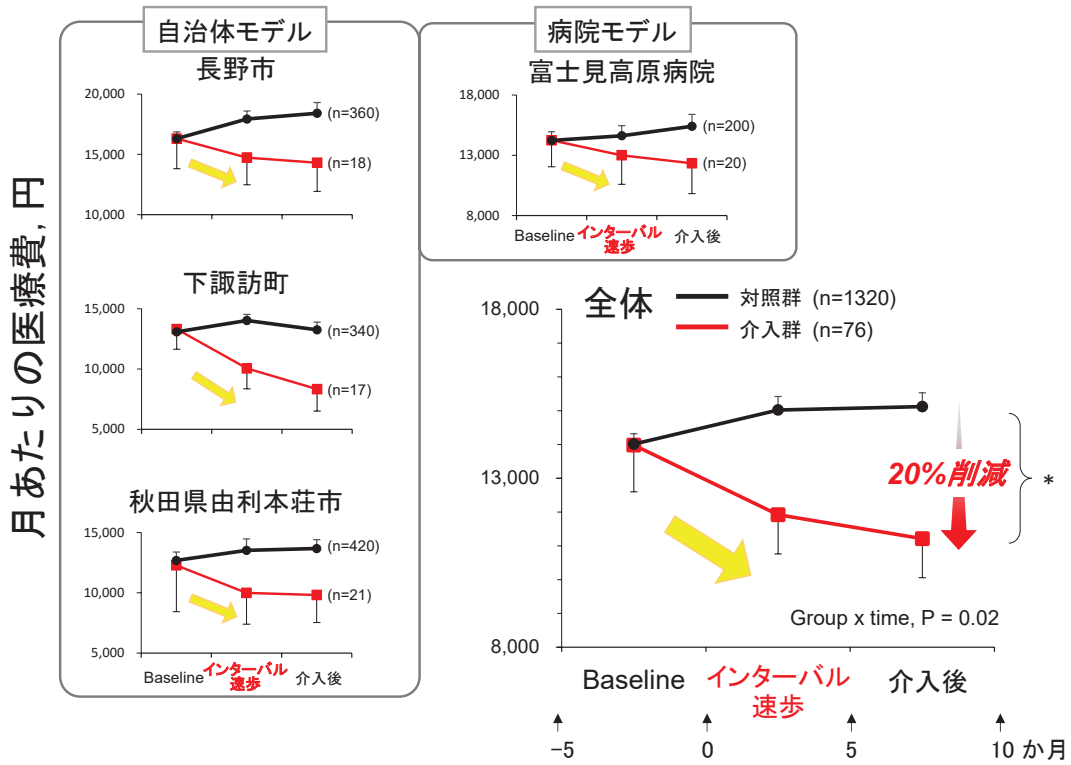 月あたりの医療費, 円
自治体モデル
長野市
20,000
15,000
10,000
(n=360)
(n=18)
下諏訪町
15,000
10,000
5,000
(n=340)
(n=17)
秋田県由利本荘市
15,000
10,000
5,000
(n=420)
(n=21)
Baseline
インターバル
速歩
介入後
病院モデル
富士見高原病院
18,000
13,000
8,000
(n=200)
(n=20)
Baseline
インターバル
速歩
介入後
全体
対照群 (n=1320)
介入群 (n=76)
18,000
13,000
8,000
20%削減
*
Group x time, P = 0.02
Baseline
インターバル
速歩
介入後
−5
0
5
10 か月